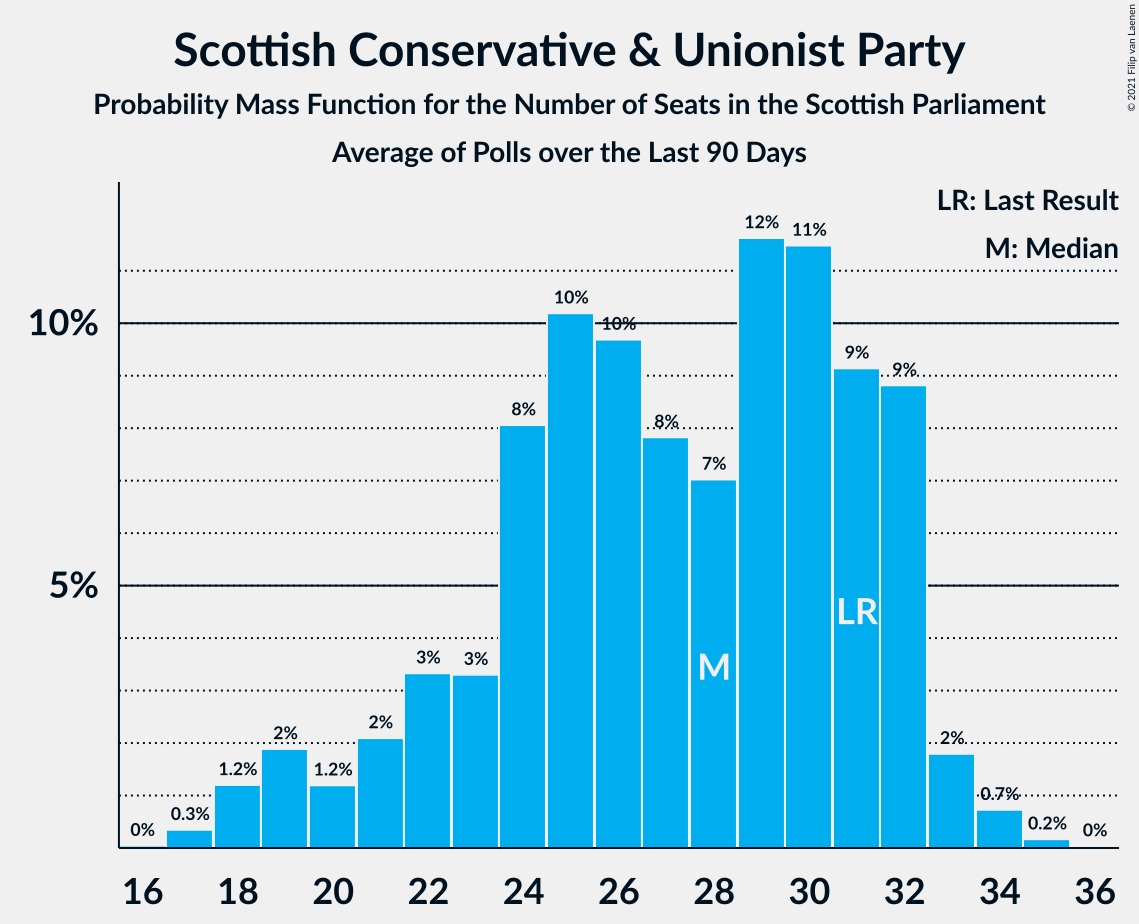 Scottish Conservative & Unionist Party
Probability Mass Function for the Number of Seats in the Scottish Parliament
Average of Polls over the Last 90 Days
© 2021 Filip van Laenen
LR: Last Result
M: Median
10%
5%
0%
0.3%
1.2%
2%
1.2%
2%
3%
3%
8%
10%
10%
8%
7%
12%
11%
9%
9%
2%
0.7%
0.2%
0%
M
LR
16 18 20 22 24 26 28 30 32 34 36